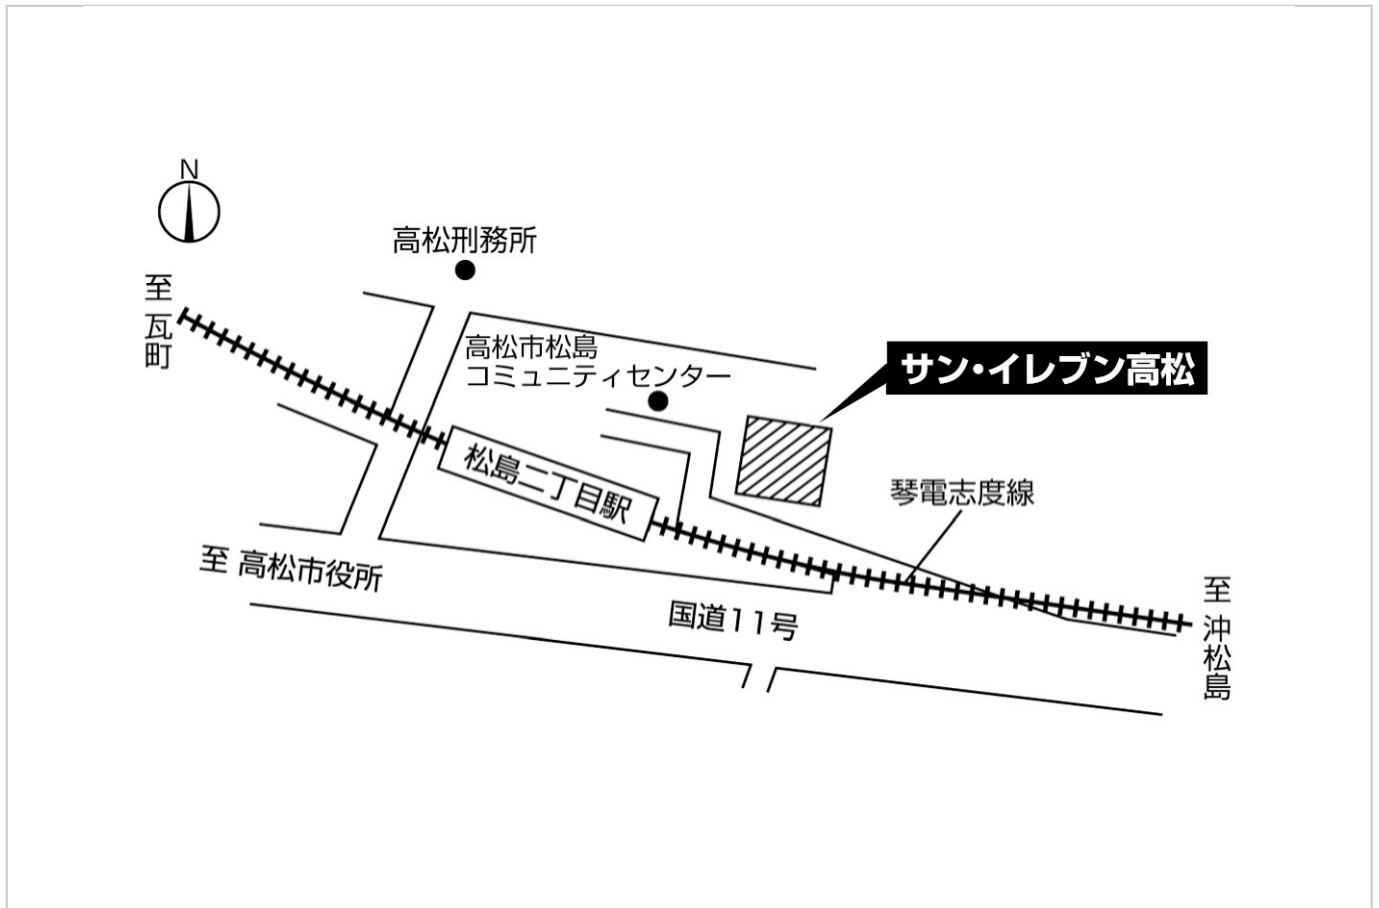 N
高松刑務所
至 瓦町
高松市松島
コミュニティセンター
サン・イレブン高松
松島二丁目駅
琴電志度線
至 高松市役所
国道11号
至 沖松島